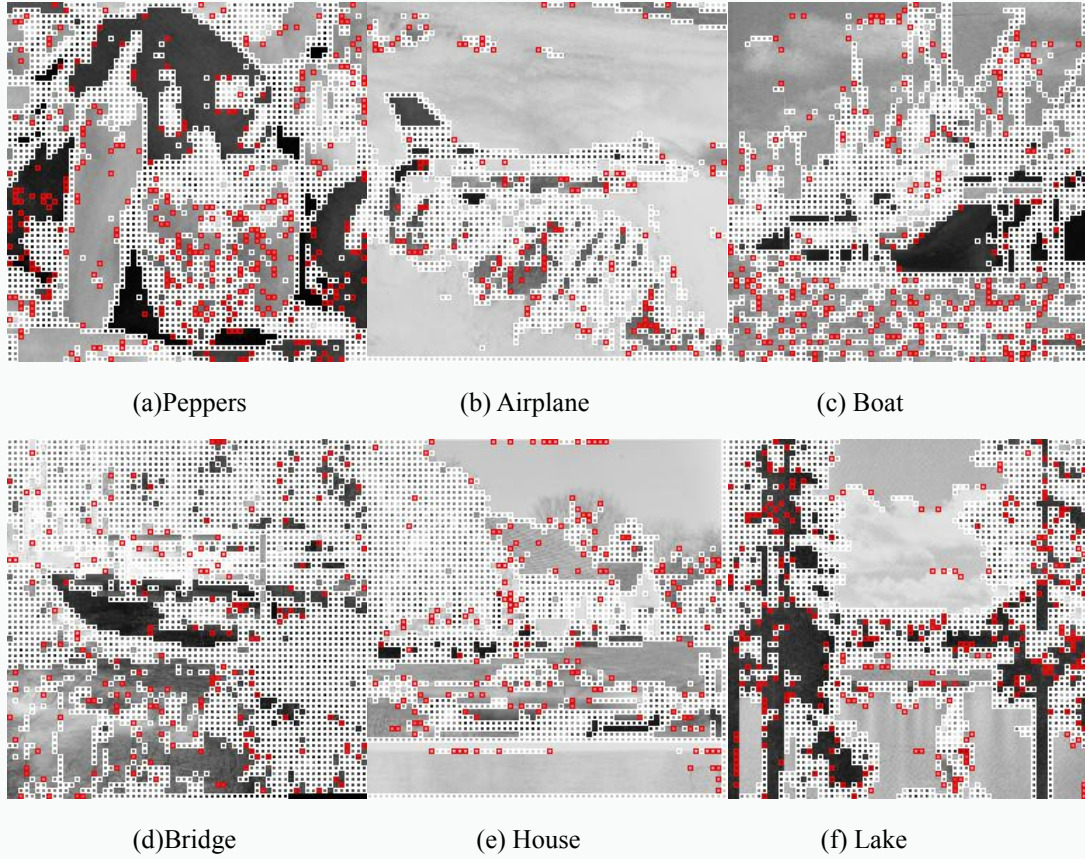 (a)Peppers
(b) Airplane
(c) Boat
(d)Bridge
(e) House
(f) Lake